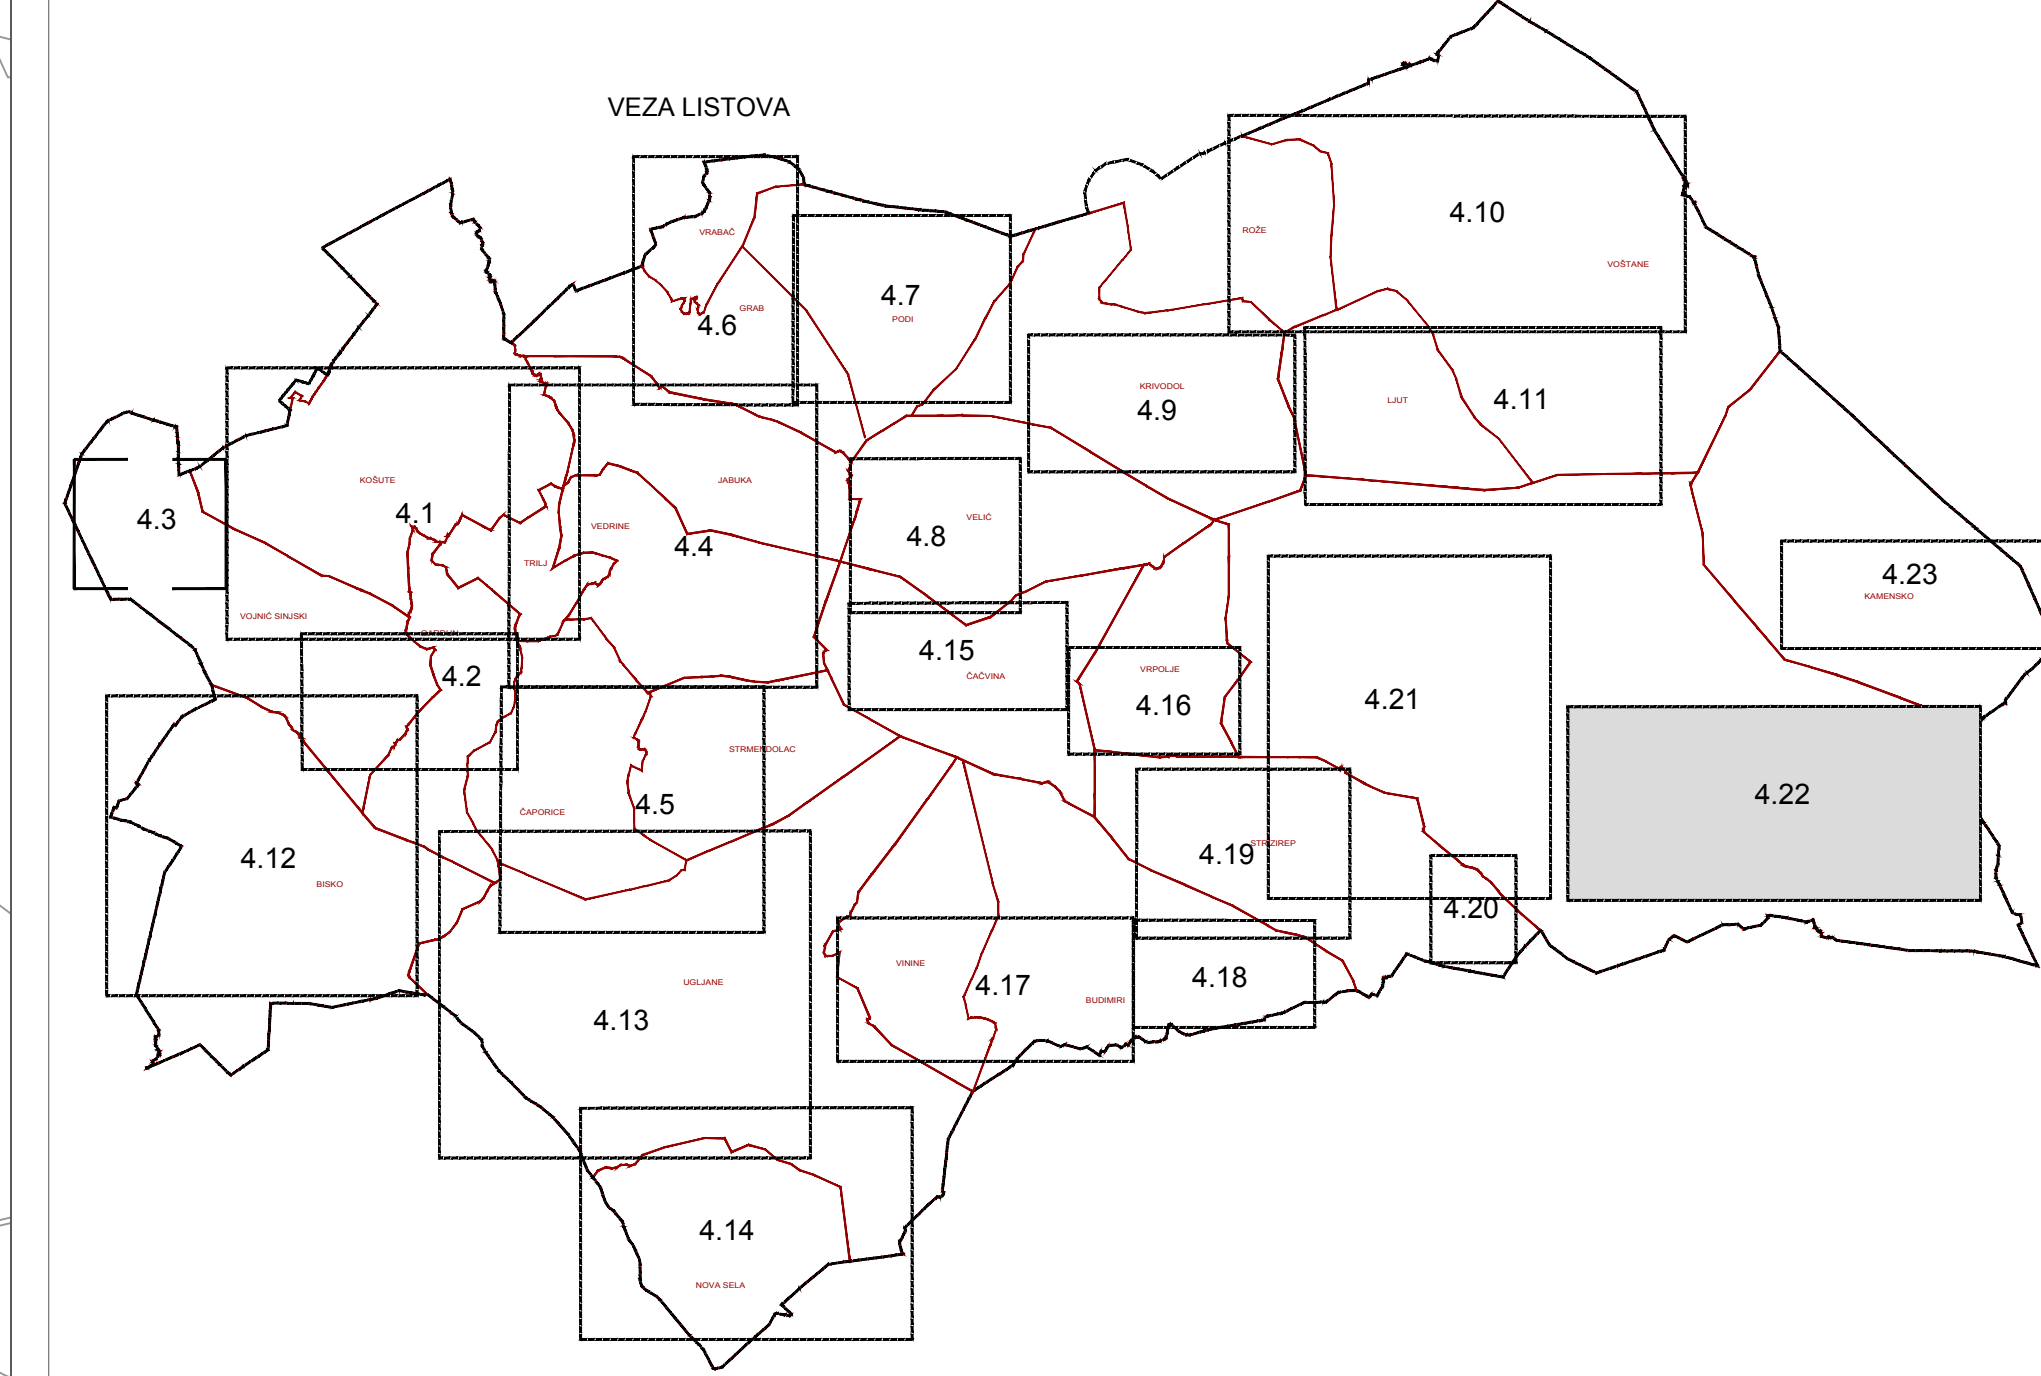 VEZA LISTOVA
4.10
VRABAČ
ROŽE
VOŠTANE
4.7
GRAB
4.6
PODI
KRIVODOL
4.9
LJUT
4.11
KOŠUTE
JABUKA
4.3
4.1
VELIĆ
VEDRINE
4.4
4.8
TRILJ
4.23
KAMENSKO
VOJNIĆ SINJSKI
GARDUN
4.2
4.15
ČAČVINA
VRPOLJE
4.16
4.21
STRMENDOLAC
4.22
ČAPORICE
4.5
4.12
BISKO
4.19
STRIZIREP
4.20
VININE
UGLJANE
4.17
BUDIMIRI
4.18
4.13
4.14
NOVA SELA